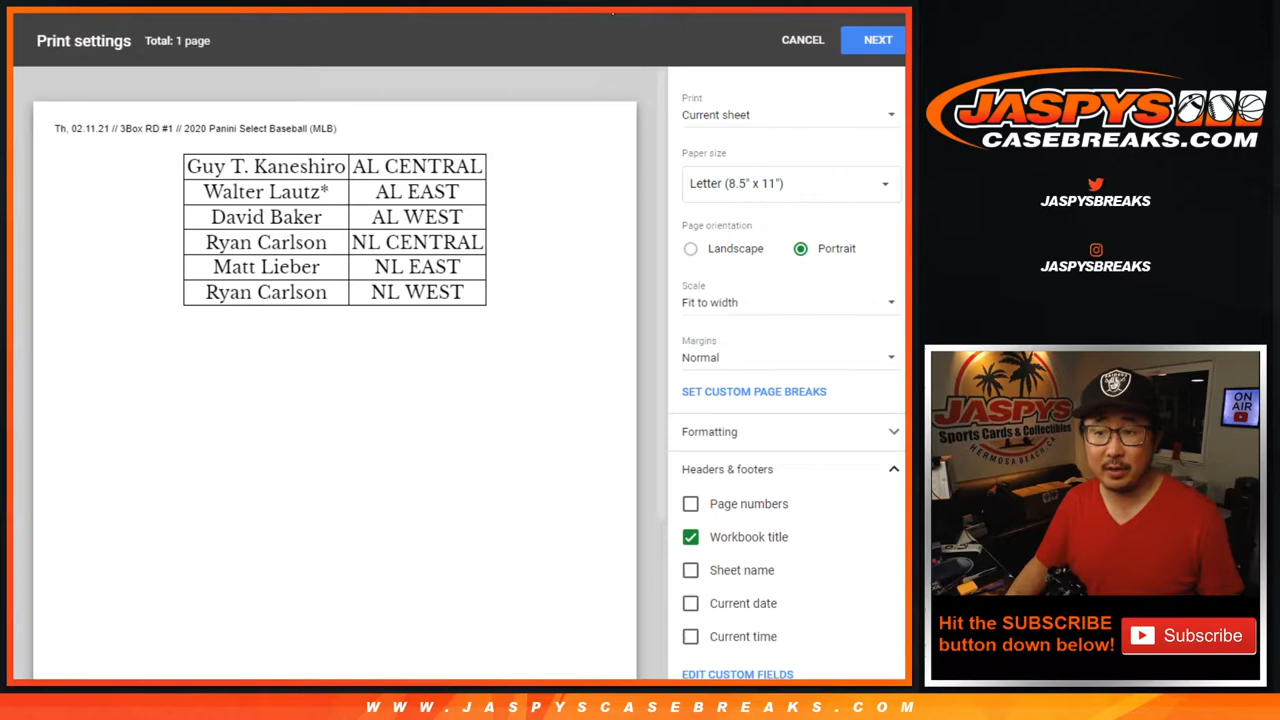 Print settings Total: 1 page CANCEL NEXT
Th, 02.11.21 // 3Box RD #1 // 2020 Panini Select Baseball (MLB)
Guy T. Kaneshiro AL CENTRAL
Walter Lautz* AL EAST
David Baker AL WEST
Ryan Carlson NL CENTRAL
Matt Lieber NL EAST
Ryan Carlson NL WEST
Print
Current sheet
Paper size
Letter (8.5" x 11")
Page orientation
Landscape Portrait
Scale
Fit to width
Margins
Normal
SET CUSTOM PAGE BREAKS
Formatting
Headers & footers
Page numbers
Workbook title
Sheet name
Current date
Current time
EDIT CUSTOM FIELDS
JASPYS
CASEBREAKS.COM
JASPYSBREAKS
JASPYSBREAKS
JASPYS
Sports Cards & Collectibles
HERMOSA BEACH, CA
ON
AIR
Hit the SUBSCRIBE
button down below!
Subscribe
WWW.JASPYSCASEBREAKS.COM